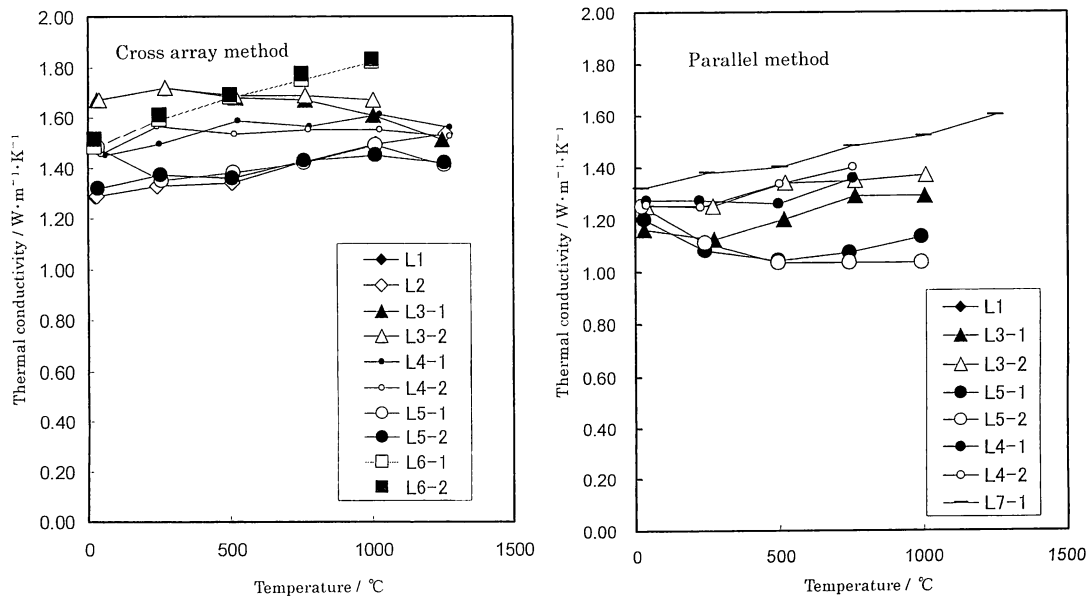 Cross array method
Thermal conductivity / W・m⁻¹・K⁻¹
2.00
1.80
1.60
1.40
1.20
1.00
0.80
0.60
0.40
0.20
0.00
0
500
1000
1500
Temperature / ℃
L1
L2
L3-1
L3-2
L4-1
L4-2
L5-1
L5-2
L6-1
L6-2
Parallel method
Thermal conductivity / W・m⁻¹・K⁻¹
2.00
1.80
1.60
1.40
1.20
1.00
0.80
0.60
0.40
0.20
0.00
0
500
1000
1500
Temperature / ℃
L1
L3-1
L3-2
L5-1
L5-2
L4-1
L4-2
L7-1